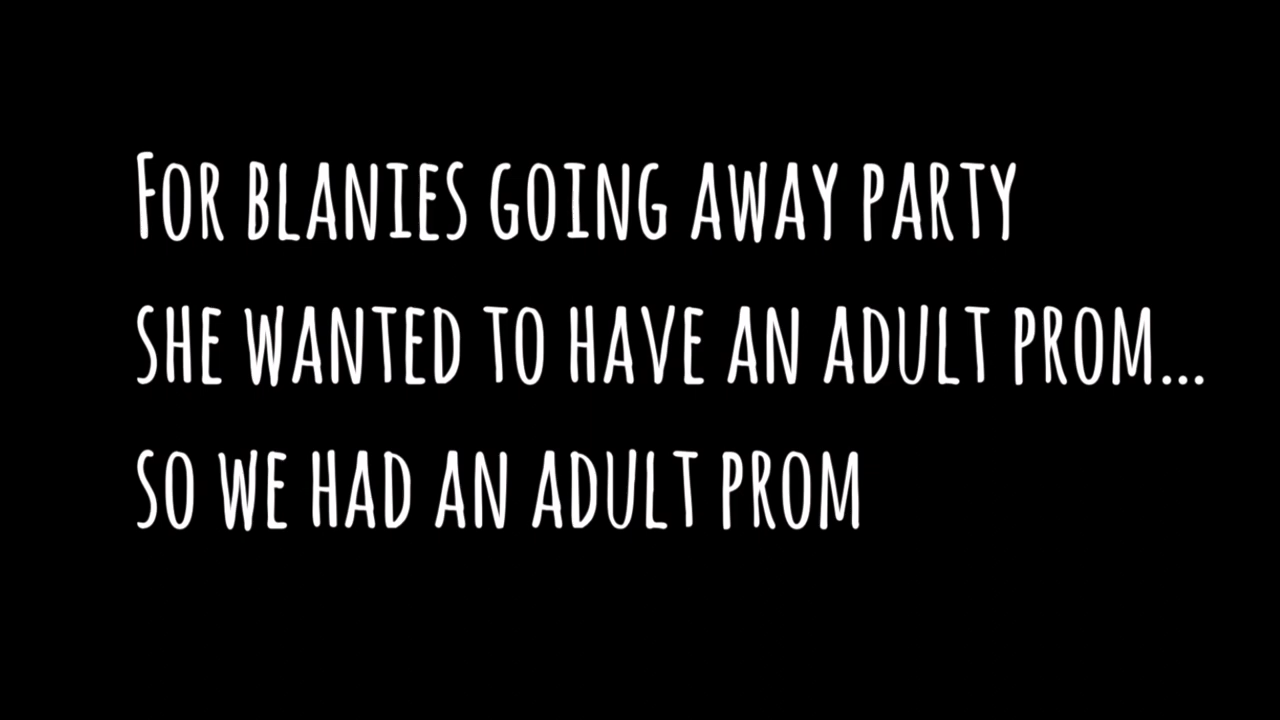 For blanies going away party
she wanted to have an adult prom...
so we had an adult prom